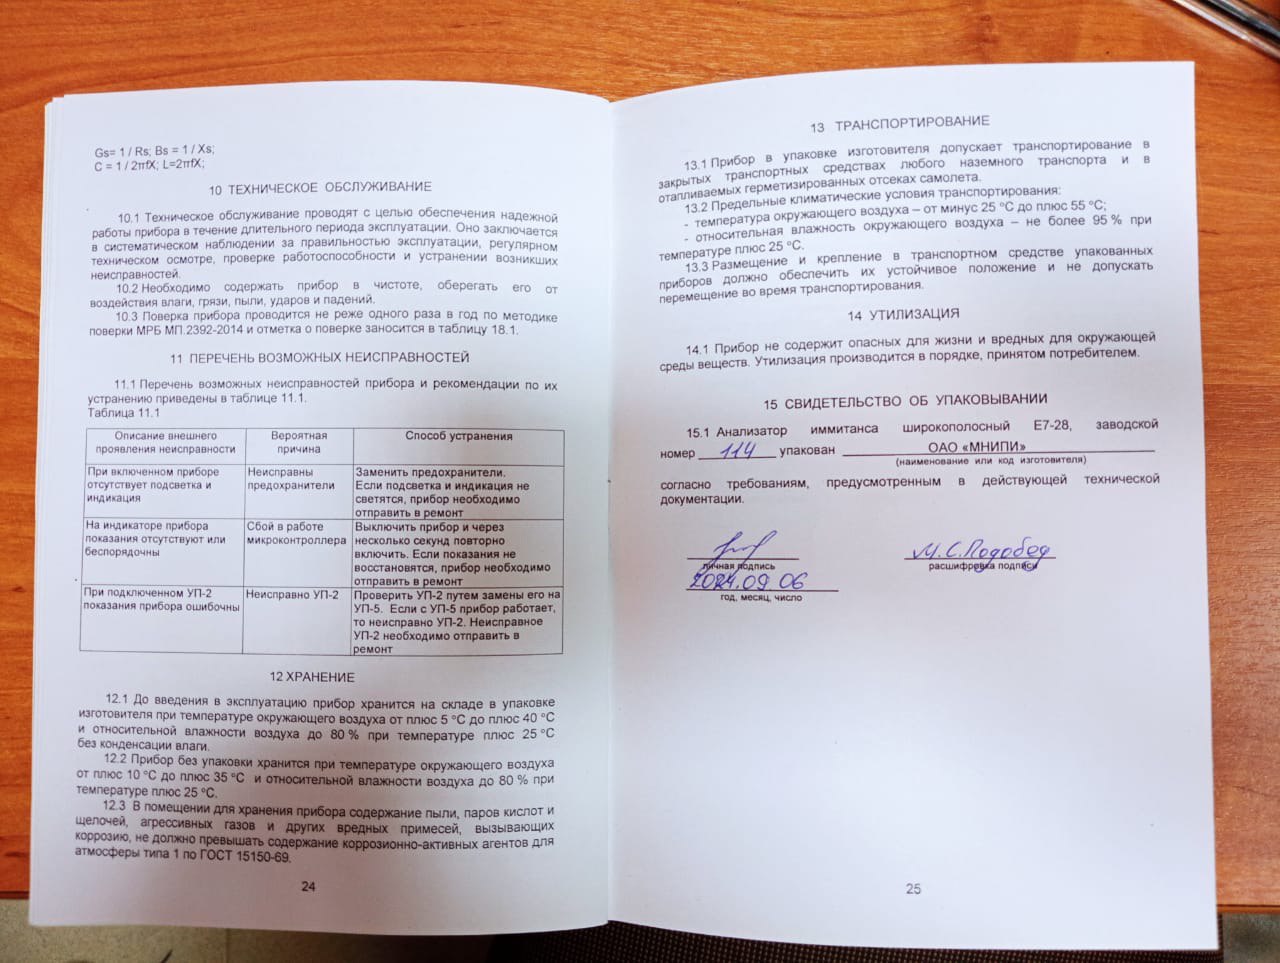 Gs= 1 / Rs; Bs = 1 / Xs;
C = 1 / 2πfX; L=2πfX;
10 ТЕХНИЧЕСКОЕ ОБСЛУЖИВАНИЕ
10.1 Техническое обслуживание проводят с целью обеспечения надежной
работы прибора в течение длительного периода эксплуатации. Оно заключается
в систематическом наблюдении за правильностью эксплуатации, регулярном
техническом осмотре, проверке работоспособности и устранении возникших
неисправностей.
10.2 Необходимо содержать прибор в чистоте, оберегать его от
воздействия влаги, грязи, пыли, ударов и падений.
10.3 Поверка прибора проводится не реже одного раза в год по методике
поверки МРБ МП.2392-2014 и отметка о поверке заносится в таблицу 18.1.
11 ПЕРЕЧЕНЬ ВОЗМОЖНЫХ НЕИСПРАВНОСТЕЙ
11.1 Перечень возможных неисправностей прибора и рекомендации по их
устранению приведены в таблице 11.1.
Таблица 11.1
Описание внешнего
проявления неисправности
Вероятная
причина
Способ устранения
При включенном приборе
отсутствует подсветка и
индикация
Неисправны
предохранители
Заменить предохранители.
Если подсветка и индикация не
светятся, прибор необходимо
отправить в ремонт
На индикаторе прибора
показания отсутствуют или
беспорядочны
Сбой в работе
микроконтроллера
Выключить прибор и через
несколько секунд повторно
включить. Если показания не
восстановятся, прибор необходимо
отправить в ремонт
При подключенном УП-2
показания прибора ошибочны
Неисправно УП-2
Проверить УП-2 путем замены его на
УП-5. Если с УП-5 прибор работает,
то неисправно УП-2. Неисправное
УП-2 необходимо отправить в
ремонт
12 ХРАНЕНИЕ
12.1 До введения в эксплуатацию прибор хранится на складе в упаковке
изготовителя при температуре окружающего воздуха от плюс 5 °С до плюс 40 °С
и относительной влажности воздуха до 80 % при температуре плюс 25 °С
без конденсации влаги.
12.2 Прибор без упаковки хранится при температуре окружающего воздуха
от плюс 10 °С до плюс 35 °С и относительной влажности воздуха до 80 % при
температуре плюс 25 °С.
12.3 В помещении для хранения прибора содержание пыли, паров кислот и
щелочей, агрессивных газов и других вредных примесей, вызывающих
коррозию, не должно превышать содержание коррозионно-активных агентов для
атмосферы типа 1 по ГОСТ 15150-69.
24
13 ТРАНСПОРТИРОВАНИЕ
13.1 Прибор в упаковке изготовителя допускает транспортирование в
закрытых транспортных средствах любого наземного транспорта и в
отапливаемых герметизированных отсеках самолета.
13.2 Предельные климатические условия транспортирования:
- температура окружающего воздуха – от минус 25 °С до плюс 55 °С;
- относительная влажность окружающего воздуха – не более 95 % при
температуре плюс 25 °С.
13.3 Размещение и крепление в транспортном средстве упакованных
приборов должно обеспечить их устойчивое положение и не допускать
перемещение во время транспортирования.
14 УТИЛИЗАЦИЯ
14.1 Прибор не содержит опасных для жизни и вредных для окружающей
среды веществ. Утилизация производится в порядке, принятом потребителем.
15 СВИДЕТЕЛЬСТВО ОБ УПАКОВЫВАНИИ
15.1 Анализатор иммитанса широкополосный Е7-28, заводской
номер 114 упакован ОАО «МНИПИ»
(наименование или код изготовителя)
согласно требованиям, предусмотренным в действующей технической
документации.
М.С.Подобед
личная подпись расшифровка подписи
2024.09.06
год, месяц, число
25